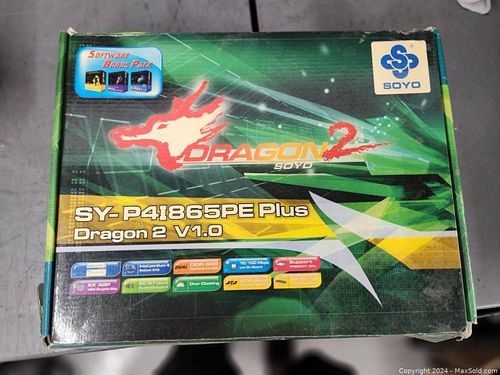 SOFTWARE
BONUS PACK
SOYO
DRAGON 2
SOYO
SY-P4I865PE Plus
Dragon 2 V1.0
DDR 400
10/100 Mbps
Support
8X AGP
Over Clocking
Copyright © 2024 - MaxSold.com